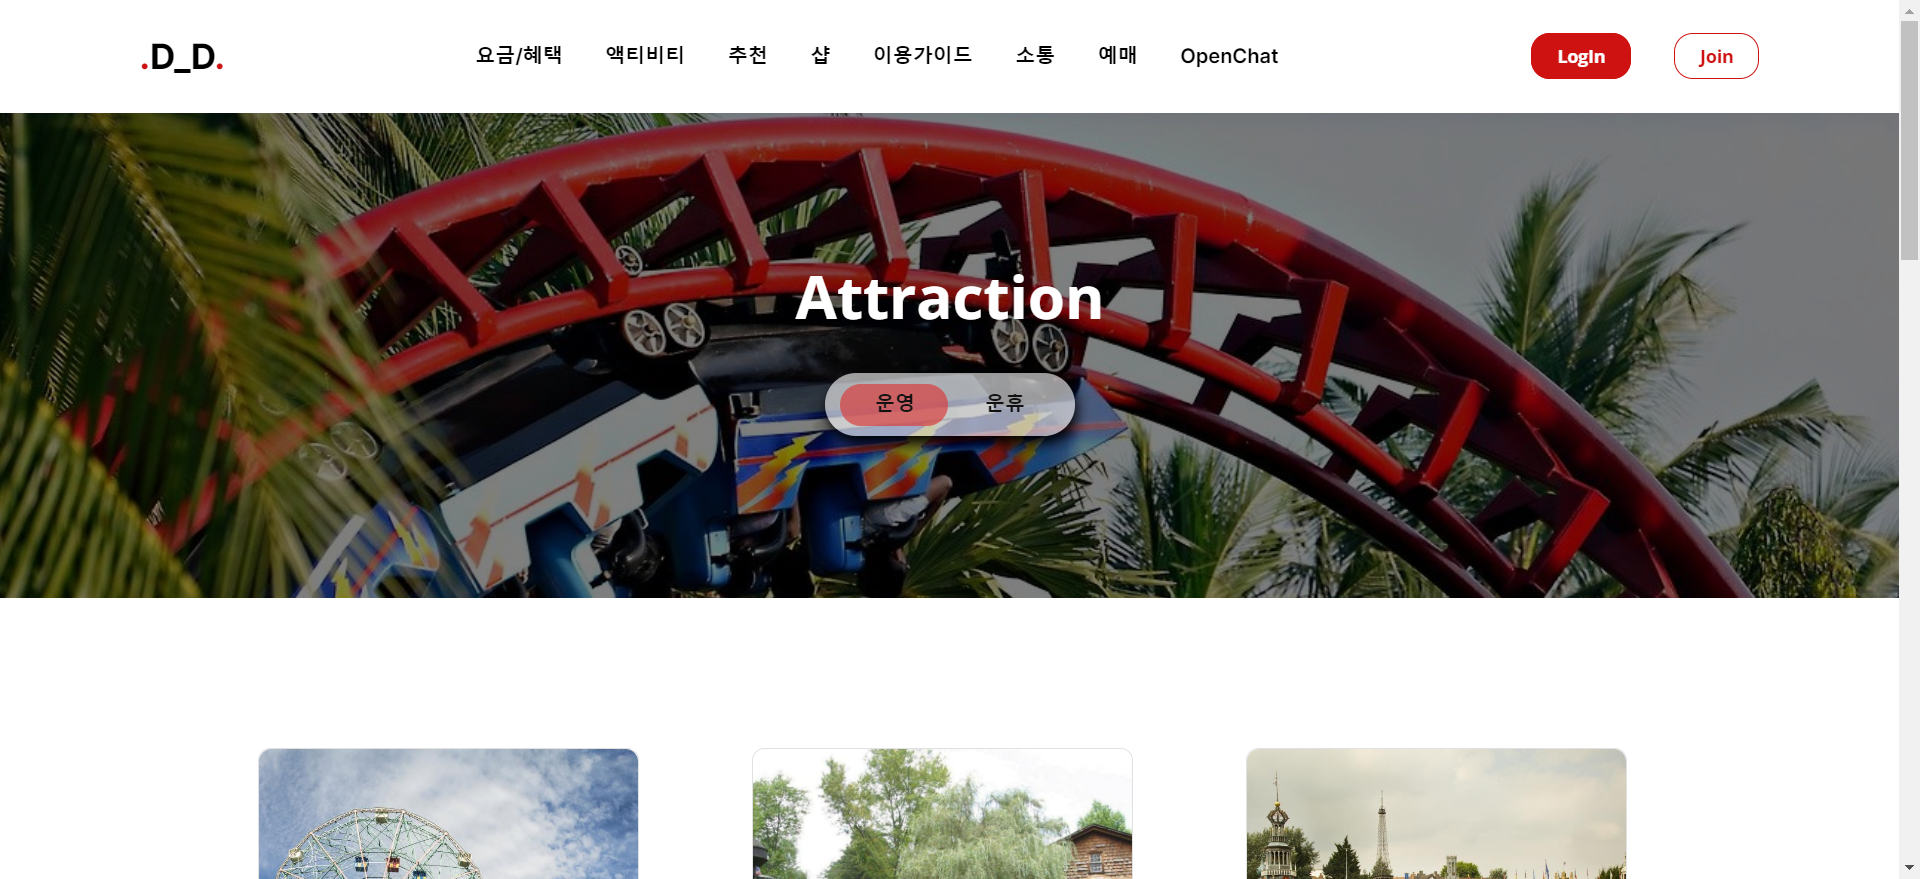 .D_D.
요금/혜택 액티비티 추천 샵 이용가이드 소통 예매 OpenChat
LogIn Join
Attraction
운영 운휴